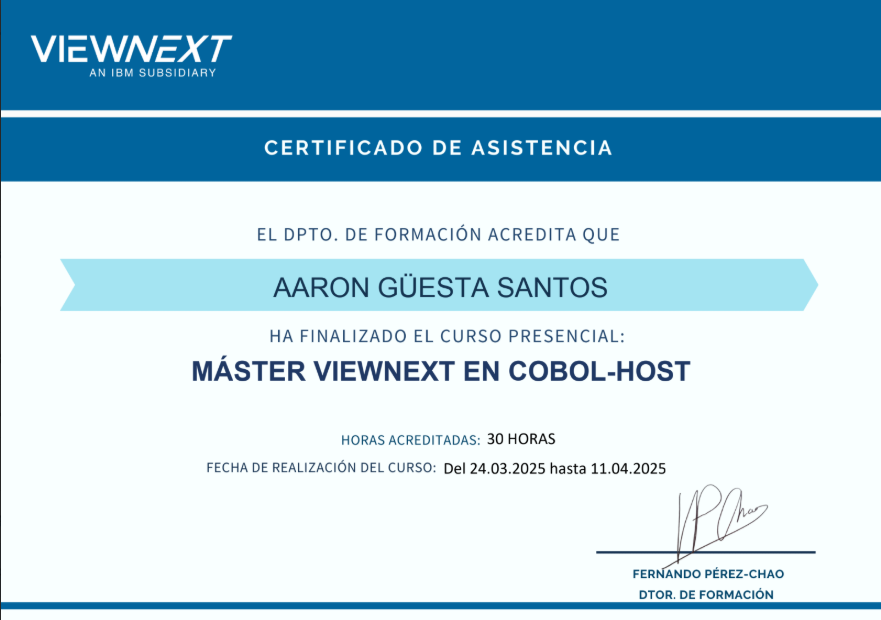 VIEWNEXT
AN IBM SUBSIDIARY
CERTIFICADO DE ASISTENCIA
EL DPTO. DE FORMACIÓN ACREDITA QUE
AARON GÜESTA SANTOS
HA FINALIZADO EL CURSO PRESENCIAL:
MÁSTER VIEWNEXT EN COBOL-HOST
HORAS ACREDITADAS: 30 HORAS
FECHA DE REALIZACIÓN DEL CURSO: Del 24.03.2025 hasta 11.04.2025
FERNANDO PÉREZ-CHAO
DTOR. DE FORMACIÓN